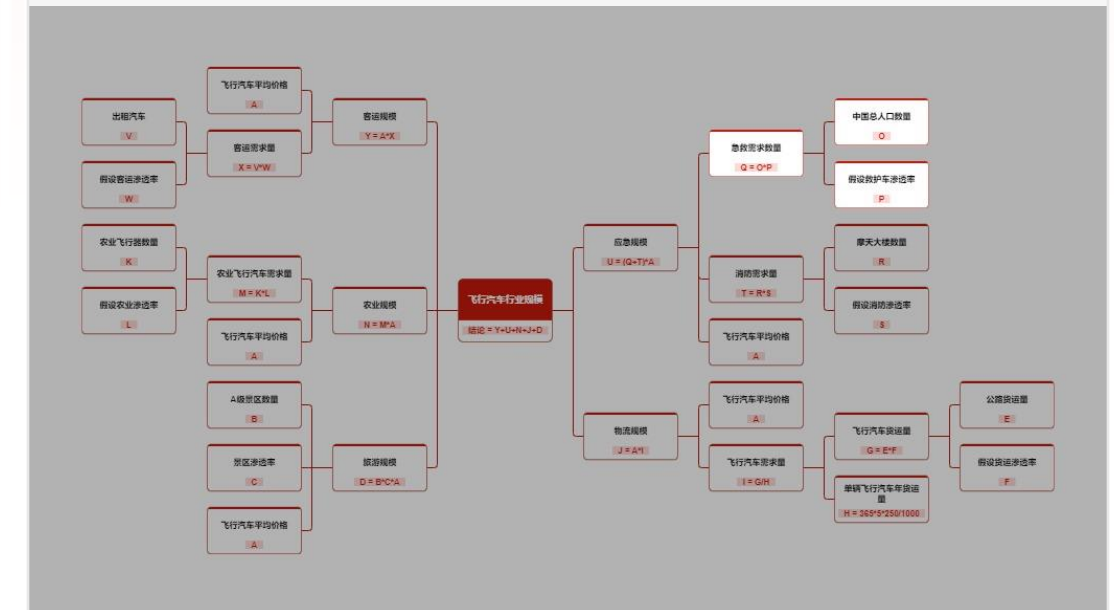 飞行汽车平均价格
A
出租汽车
V
客运规模
Y = A*X
客运需求量
X = V*W
假设客运渗透率
W
农业飞行器数量
K
农业飞行汽车需求量
M = K*L
假设农业渗透率
L
农业规模
N = M*A
飞行汽车平均价格
A
A级景区数量
B
景区渗透率
C
旅游规模
D = B*C*A
飞行汽车平均价格
A
飞行汽车行业规模
结论 = Y+U+N+J+D
中国总人口数量
O
急救需求数量
Q = O*P
假设救护车渗透率
P
应急规模
U = (Q+T)*A
摩天大楼数量
R
消防需求量
T = R*S
假设消防渗透率
S
飞行汽车平均价格
A
飞行汽车平均价格
A
物流规模
J = A*I
公路货运量
E
飞行汽车货运量
G = E*F
飞行汽车需求量
I = G/H
假设货运渗透率
F
单辆飞行汽车年货运
量
H = 365*5*250/1000